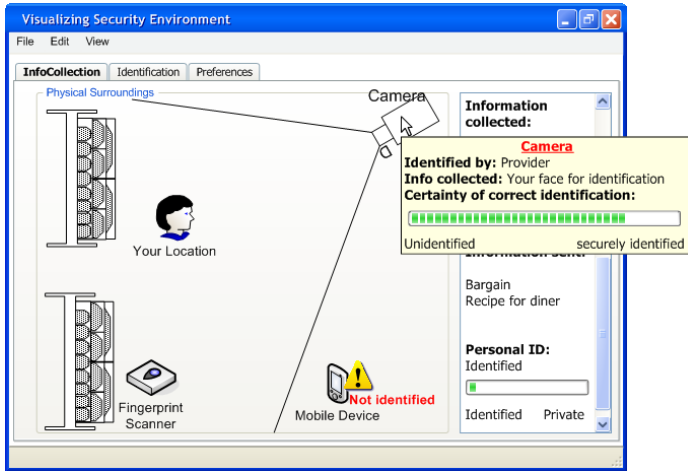 Visualizing Security Environment
File Edit View
InfoCollection Identification Preferences
Physical Surroundings
Camera
Information
collected:
Camera
Identified by: Provider
Info collected: Your face for identification
Certainty of correct identification:
Unidentified securely identified
Information sent:
Your Location
Bargain
Recipe for diner
Personal ID:
Identified
Identified Private
Fingerprint
Scanner
Not identified
Mobile Device